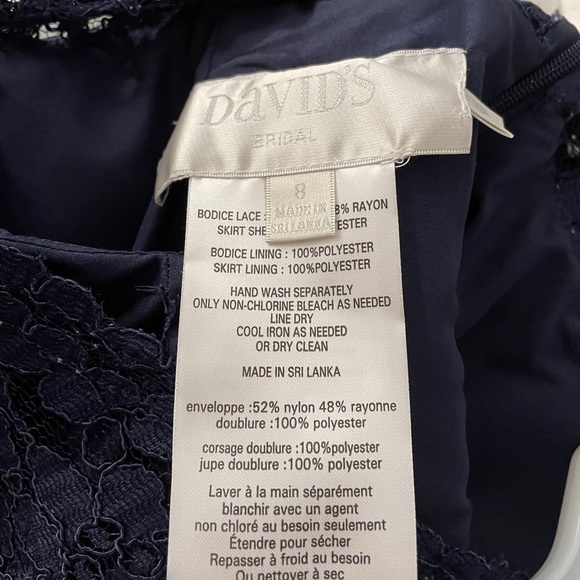 DaVID'S
BRIDAL
8
MADE IN
SRI LANKA
BODICE LACE : 8% RAYON
SKIRT SHE ESTER
BODICE LINING : 100%POLYESTER
SKIRT LINING : 100%POLYESTER
HAND WASH SEPARATELY
ONLY NON-CHLORINE BLEACH AS NEEDED
LINE DRY
COOL IRON AS NEEDED
OR DRY CLEAN
MADE IN SRI LANKA
enveloppe :52% nylon 48% rayonne
doublure : 100% polyester
corsage doublure :100%polyester
jupe doublure :100% polyester
Laver à la main séparément
blanchir avec un agent
non chloré au besoin seulement
Étendre pour sécher
Repasser à froid au besoin
Ou nettoyer à sec